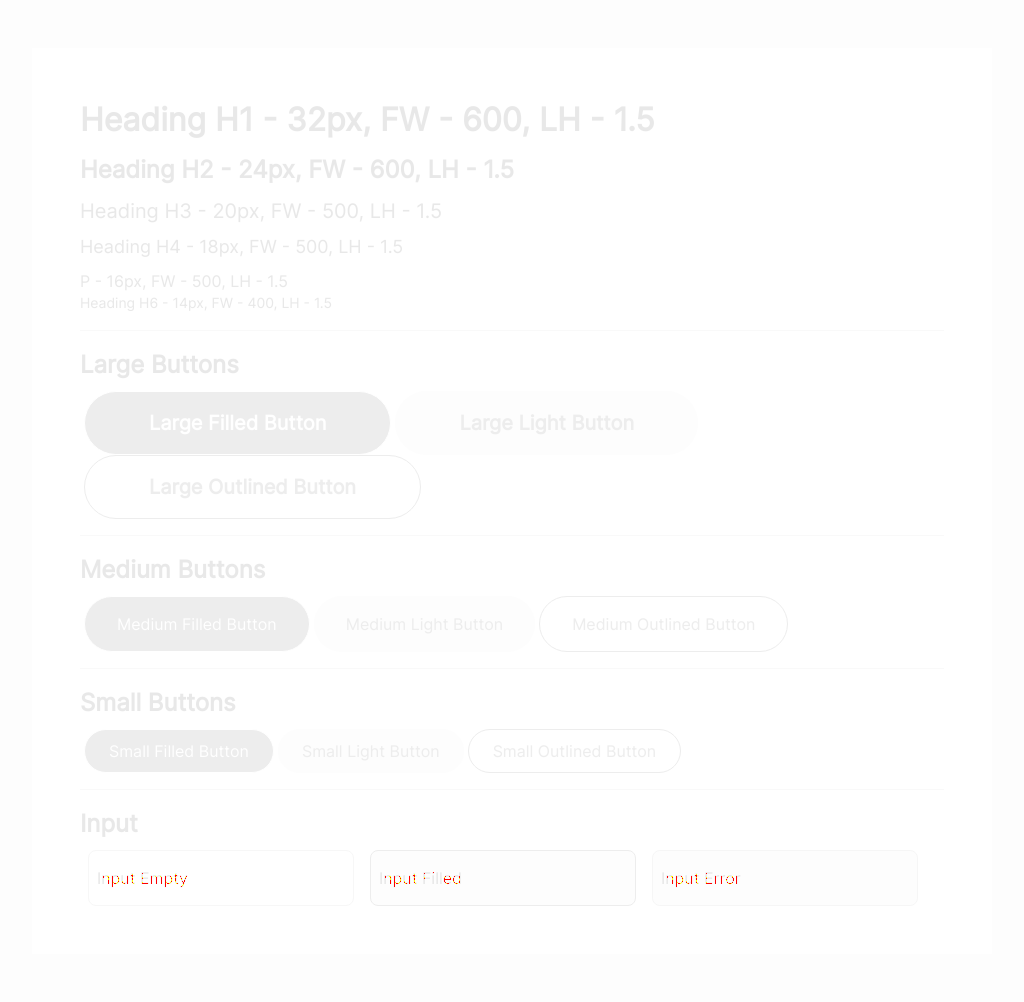 Heading H1 - 32px, FW - 600, LH - 1.5
Heading H2 - 24px, FW - 600, LH - 1.5
Heading H3 - 20px, FW - 500, LH - 1.5
Heading H4 - 18px, FW - 500, LH - 1.5
P - 16px, FW - 500, LH - 1.5
Heading H6 - 14px, FW - 400, LH - 1.5
Large Buttons
Large Filled Button
Large Light Button
Large Outlined Button
Medium Buttons
Medium Filled Button
Medium Light Button
Medium Outlined Button
Small Buttons
Small Filled Button
Small Light Button
Small Outlined Button
Input
Input Empty
Input Filled
Input Error